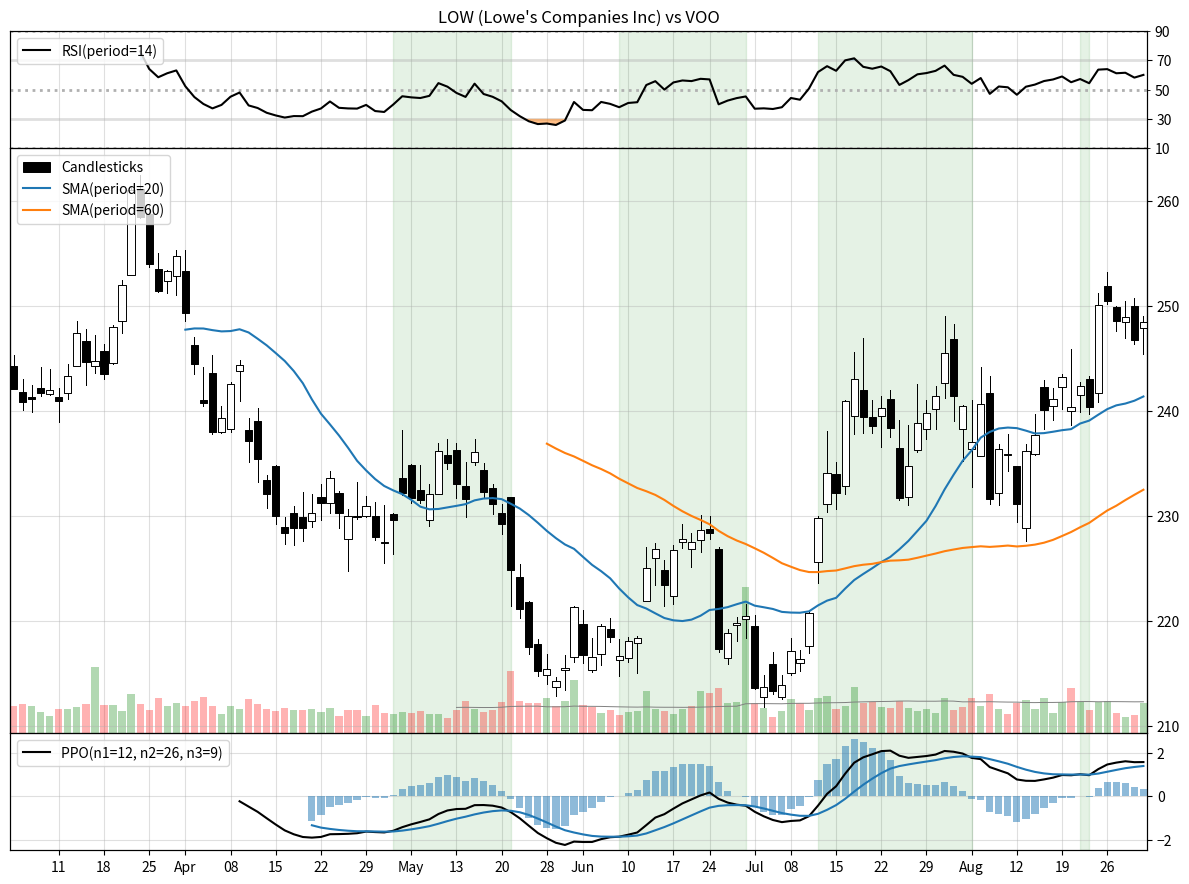 LOW (Lowe's Companies Inc) vs VOO
RSI(period=14)
90
70
50
30
10
Candlesticks
SMA(period=20)
SMA(period=60)
260
250
240
230
220
210
PPO(n1=12, n2=26, n3=9)
2
0
−2
11 18 25 Apr 08 15 22 29 May 13 20 28 Jun 10 17 24 Jul 08 15 22 29 Aug 12 19 26